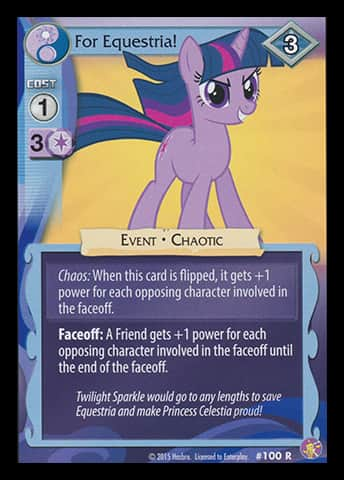 For Equestria!
3
COST
1
3
EVENT • CHAOTIC
Chaos: When this card is flipped, it gets +1
power for each opposing character involved in
the faceoff.
Faceoff: A Friend gets +1 power for each
opposing character involved in the faceoff until
the end of the faceoff.
Twilight Sparkle would go to any lengths to save
Equestria and make Princess Celestia proud!
© 2015 Hasbro. Licensed to Enterplay.
#100 R